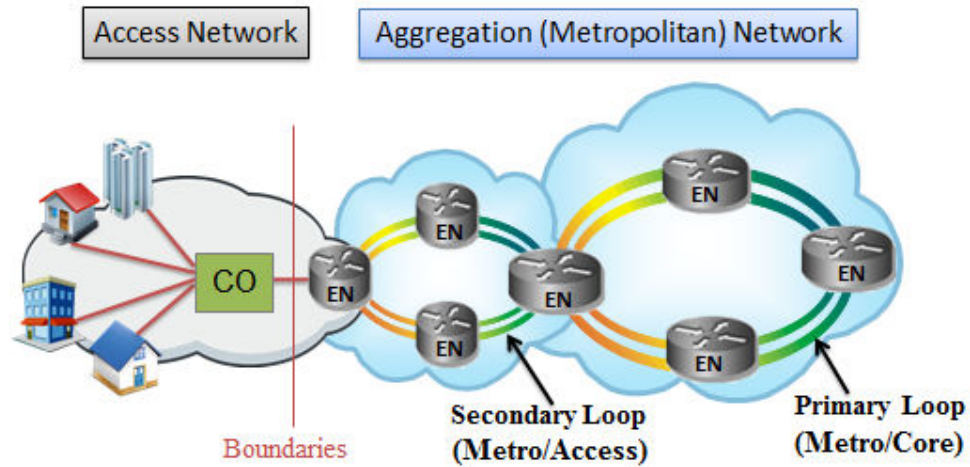 Access Network
Aggregation (Metropolitan) Network
EN
EN
CO
EN
EN
EN
EN
EN
Secondary Loop
(Metro/Access)
Primary Loop
(Metro/Core)
Boundaries